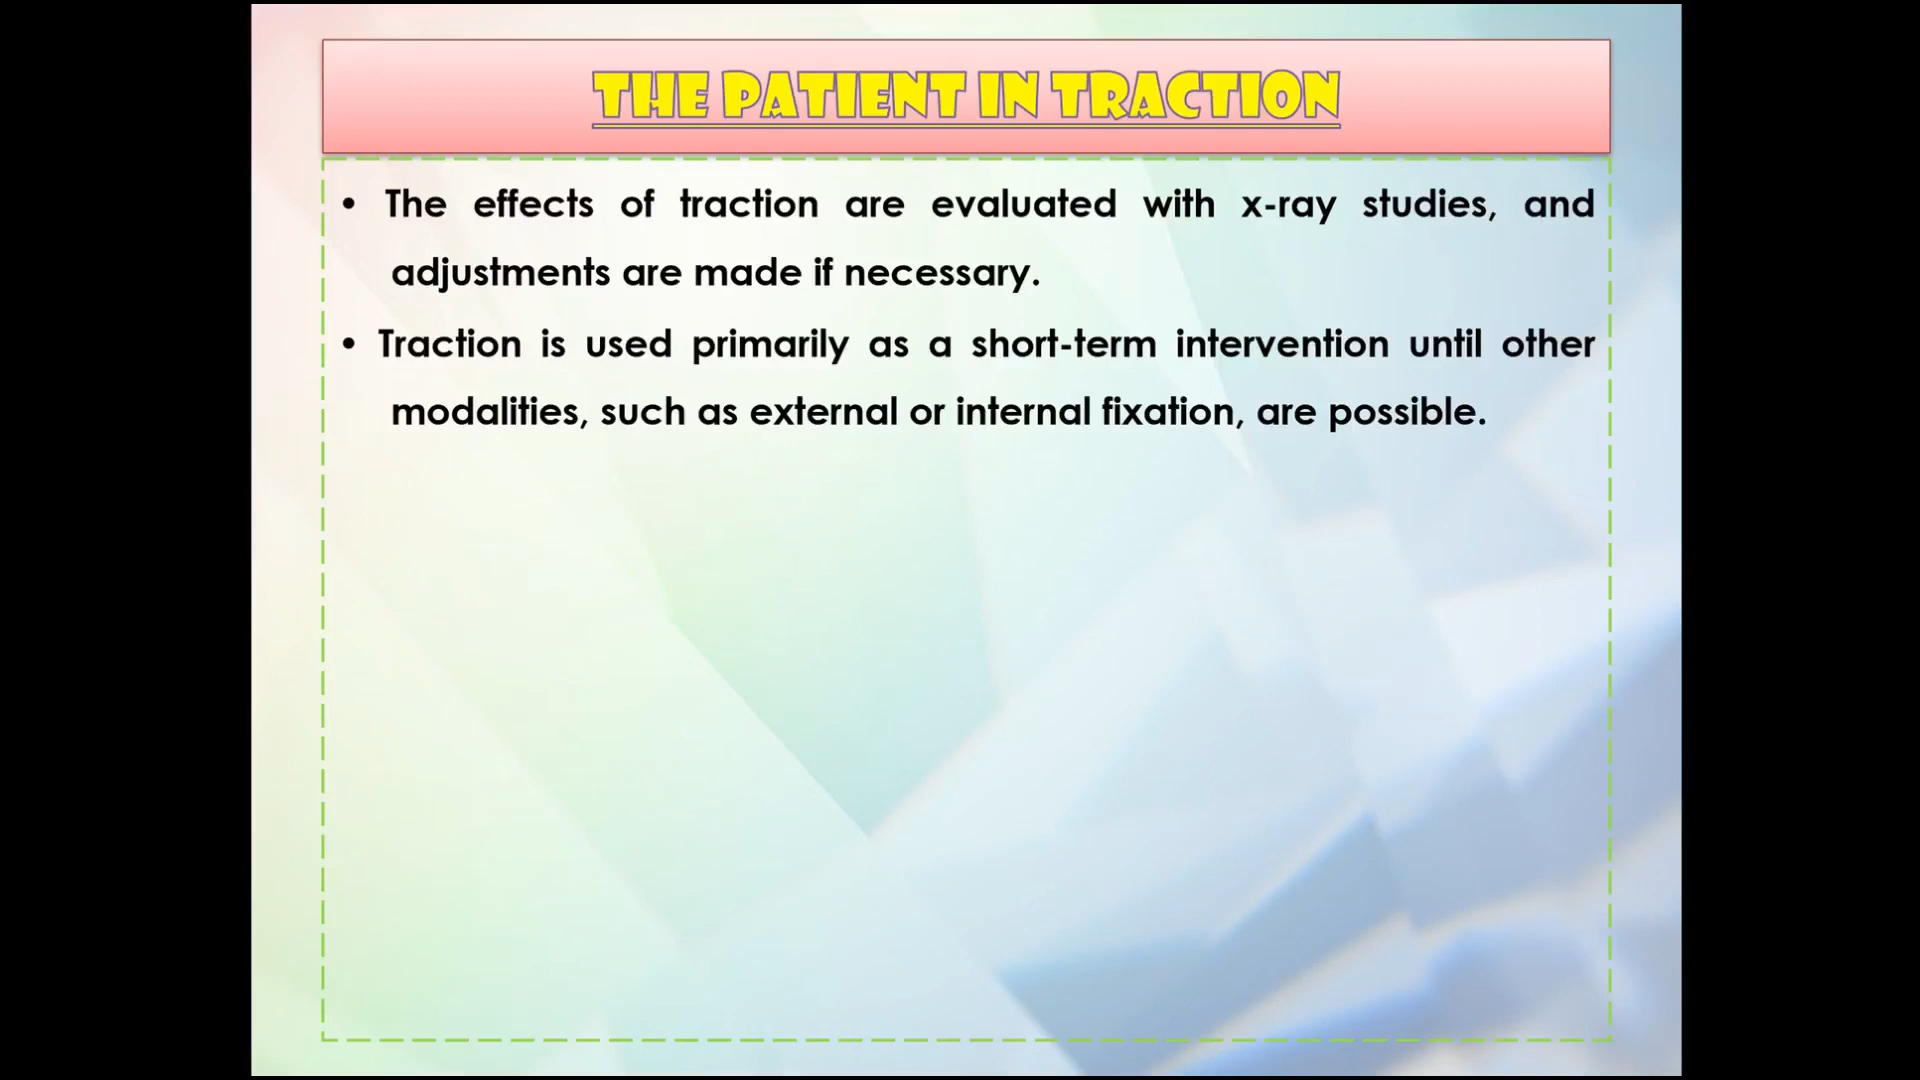 THE PATIENT IN TRACTION
• The effects of traction are evaluated with x-ray studies, and
adjustments are made if necessary.
• Traction is used primarily as a short-term intervention until other
modalities, such as external or internal fixation, are possible.